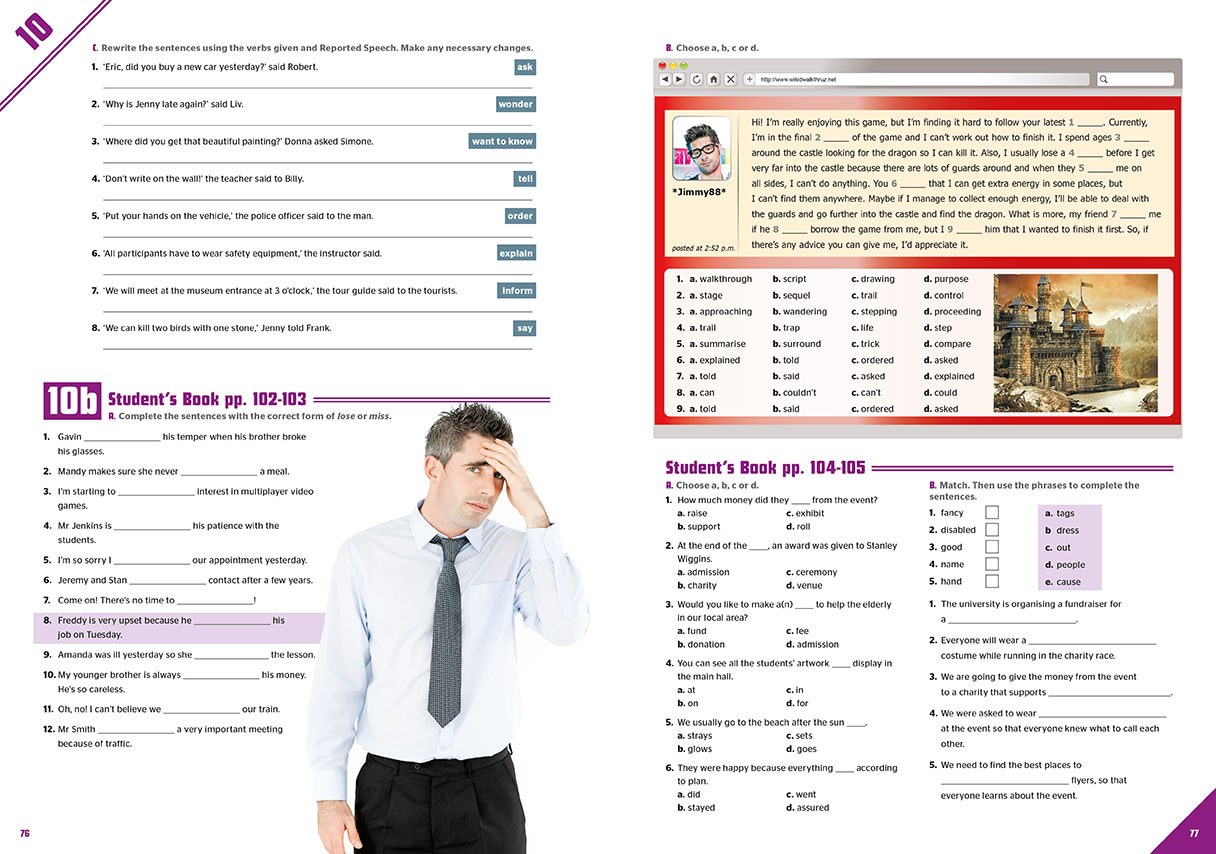 10
C. Rewrite the sentences using the verbs given and Reported Speech. Make any necessary changes.
1. ‘Eric, did you buy a new car yesterday?’ said Robert.
ask
2. ‘Why is Jenny late again?’ said Liv.
wonder
3. ‘Where did you get that beautiful painting?’ Donna asked Simone.
want to know
4. ‘Don’t write on the wall!’ the teacher said to Billy.
tell
5. ‘Put your hands on the vehicle,’ the police officer said to the man.
order
6. ‘All participants have to wear safety equipment,’ the instructor said.
explain
7. ‘We will meet at the museum entrance at 3 o’clock,’ the tour guide said to the tourists.
inform
8. ‘We can kill two birds with one stone,’ Jenny told Frank.
say
10b Student’s Book pp. 102-103
A. Complete the sentences with the correct form of lose or miss.
1. Gavin ________________ his temper when his brother broke
his glasses.
2. Mandy makes sure she never ________________ a meal.
3. I’m starting to ________________ interest in multiplayer video
games.
4. Mr Jenkins is ________________ his patience with the
students.
5. I’m so sorry I ________________ our appointment yesterday.
6. Jeremy and Stan ________________ contact after a few years.
7. Come on! There’s no time to ________________!
8. Freddy is very upset because he ________________ his
job on Tuesday.
9. Amanda was ill yesterday so she ________________ the lesson.
10. My younger brother is always ________________ his money.
He’s so careless.
11. Oh, no! I can’t believe we ________________ our train.
12. Mr Smith ________________ a very important meeting
because of traffic.
76
B. Choose a, b, c or d.
http://www.wikidwalkthruz.net
*Jimmy88*
posted at 2:52 p.m.
Hi! I’m really enjoying this game, but I’m finding it hard to follow your latest 1 _____. Currently,
I’m in the final 2 _____ of the game and I can’t work out how to finish it. I spend ages 3 _____
around the castle looking for the dragon so I can kill it. Also, I usually lose a 4 _____ before I get
very far into the castle because there are lots of guards around and when they 5 _____ me on
all sides, I can’t do anything. You 6 _____ that I can get extra energy in some places, but
I can’t find them anywhere. Maybe if I manage to collect enough energy, I’ll be able to deal with
the guards and go further into the castle and find the dragon. What is more, my friend 7 _____ me
if he 8 _____ borrow the game from me, but I 9 _____ him that I wanted to finish it first. So, if
there’s any advice you can give me, I’d appreciate it.
1. a. walkthrough b. script c. drawing d. purpose
2. a. stage b. sequel c. trail d. control
3. a. approaching b. wandering c. stepping d. proceeding
4. a. trail b. trap c. life d. step
5. a. summarise b. surround c. trick d. compare
6. a. explained b. told c. ordered d. asked
7. a. told b. said c. asked d. explained
8. a. can b. couldn’t c. can’t d. could
9. a. told b. said c. ordered d. asked
Student’s Book pp. 104-105
A. Choose a, b, c or d.
1. How much money did they ____ from the event?
a. raise c. exhibit
b. support d. roll
2. At the end of the ____, an award was given to Stanley
Wiggins.
a. admission c. ceremony
b. charity d. venue
3. Would you like to make a(n) ____ to help the elderly
in our local area?
a. fund c. fee
b. donation d. admission
4. You can see all the students’ artwork ____ display in
the main hall.
a. at c. in
b. on d. for
5. We usually go to the beach after the sun ____.
a. strays c. sets
b. glows d. goes
6. They were happy because everything ____ according
to plan.
a. did c. went
b. stayed d. assured
B. Match. Then use the phrases to complete the
sentences.
1. fancy a. tags
2. disabled b dress
3. good c. out
4. name d. people
5. hand e. cause
1. The university is organising a fundraiser for
a ___________________________.
2. Everyone will wear a ___________________________
costume while running in the charity race.
3. We are going to give the money from the event
to a charity that supports ___________________________.
4. We were asked to wear ___________________________
at the event so that everyone knew what to call each
other.
5. We need to find the best places to
___________________________ flyers, so that
everyone learns about the event.
77